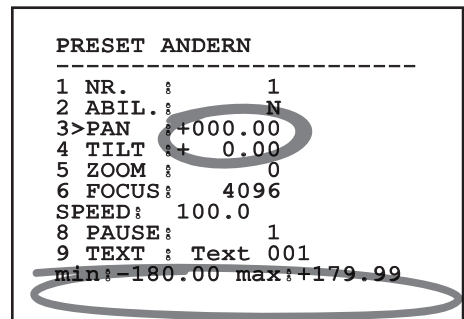 PRESET ANDERN
--------------------------
1 NR.   :       1
2 ABIL.:       N
3>PAN  :+000.00
4 TILT :+  0.00
5 ZOOM :       0
6 FOCUS:    4096
SPEED:  100.0
8 PAUSE:       1
9 TEXT : Text 001
min:-180.00 max:+179.99